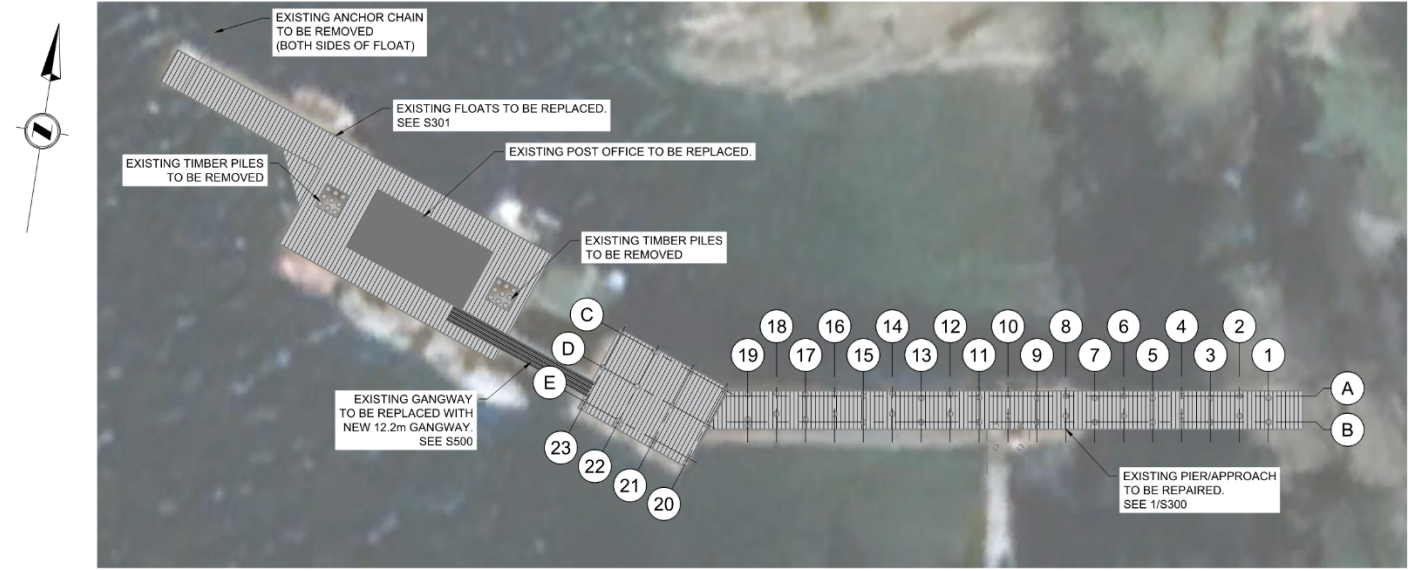 EXISTING ANCHOR CHAIN
TO BE REMOVED
(BOTH SIDES OF FLOAT)
EXISTING FLOATS TO BE REPLACED.
SEE S301
EXISTING POST OFFICE TO BE REPLACED.
EXISTING TIMBER PILES
TO BE REMOVED
EXISTING TIMBER PILES
TO BE REMOVED
C
D
E
18 16 14 12 10 8 6 4 2
19 17 15 13 11 9 7 5 3 1
A
B
EXISTING GANGWAY
TO BE REPLACED WITH
NEW 12.2m GANGWAY.
SEE S500
23
22
21
20
EXISTING PIER/APPROACH
TO BE REPAIRED.
SEE 1/S300